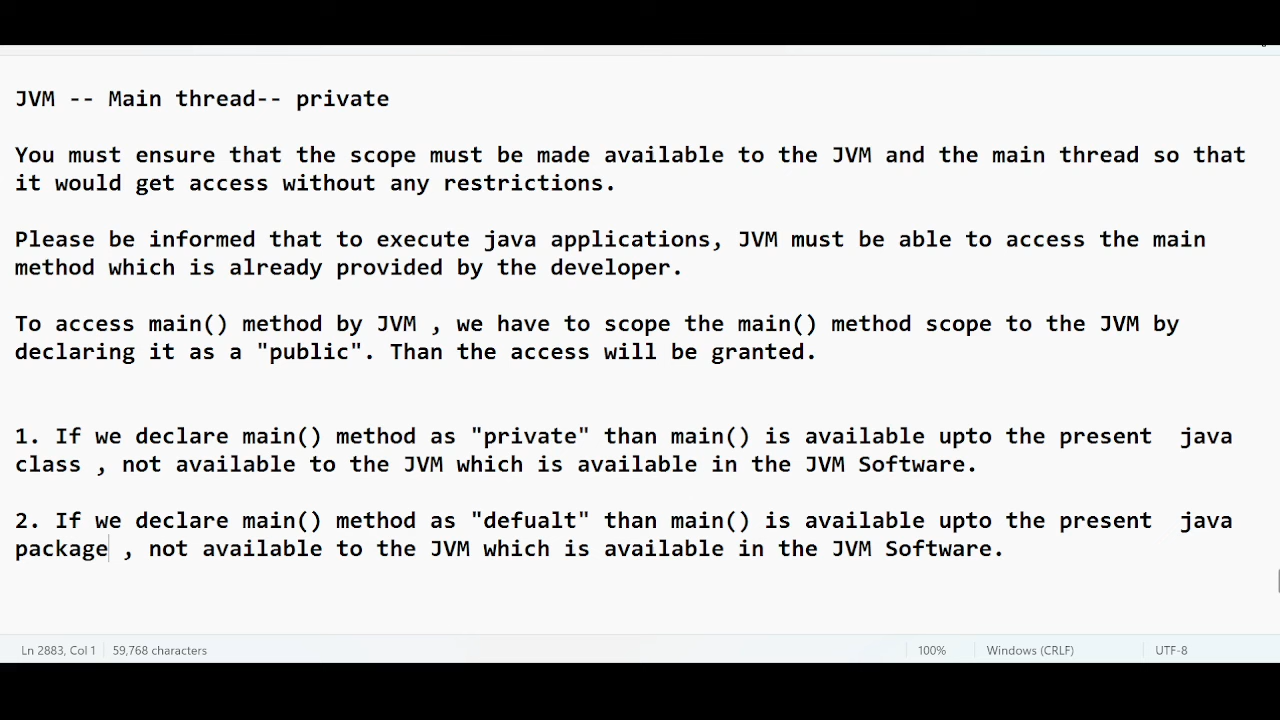 JVM -- Main thread-- private
You must ensure that the scope must be made available to the JVM and the main thread so that
it would get access without any restrictions.
Please be informed that to execute java applications, JVM must be able to access the main
method which is already provided by the developer.
To access main() method by JVM , we have to scope the main() method scope to the JVM by
declaring it as a "public". Than the access will be granted.
1. If we declare main() method as "private" than main() is available upto the present  java
class , not available to the JVM which is available in the JVM Software.
2. If we declare main() method as "defualt" than main() is available upto the present  java
package , not available to the JVM which is available in the JVM Software.
Ln 2883, Col 1 59,768 characters 100% Windows (CRLF) UTF-8